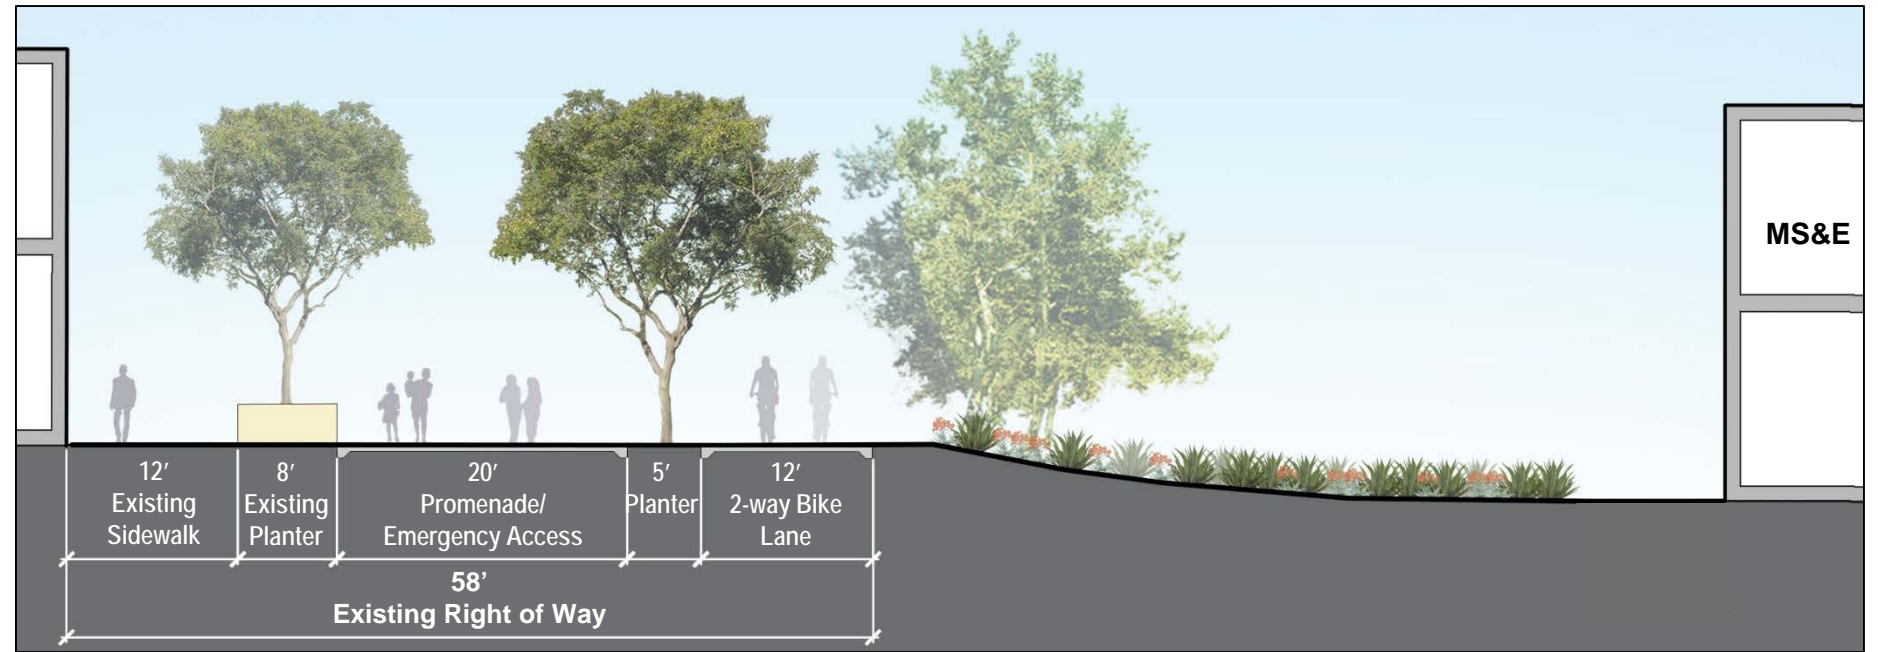 MS&E
12′
Existing
Sidewalk
8′
Existing
Planter
20′
Promenade/
Emergency Access
5′
Planter
12′
2-way Bike
Lane
58’
Existing Right of Way